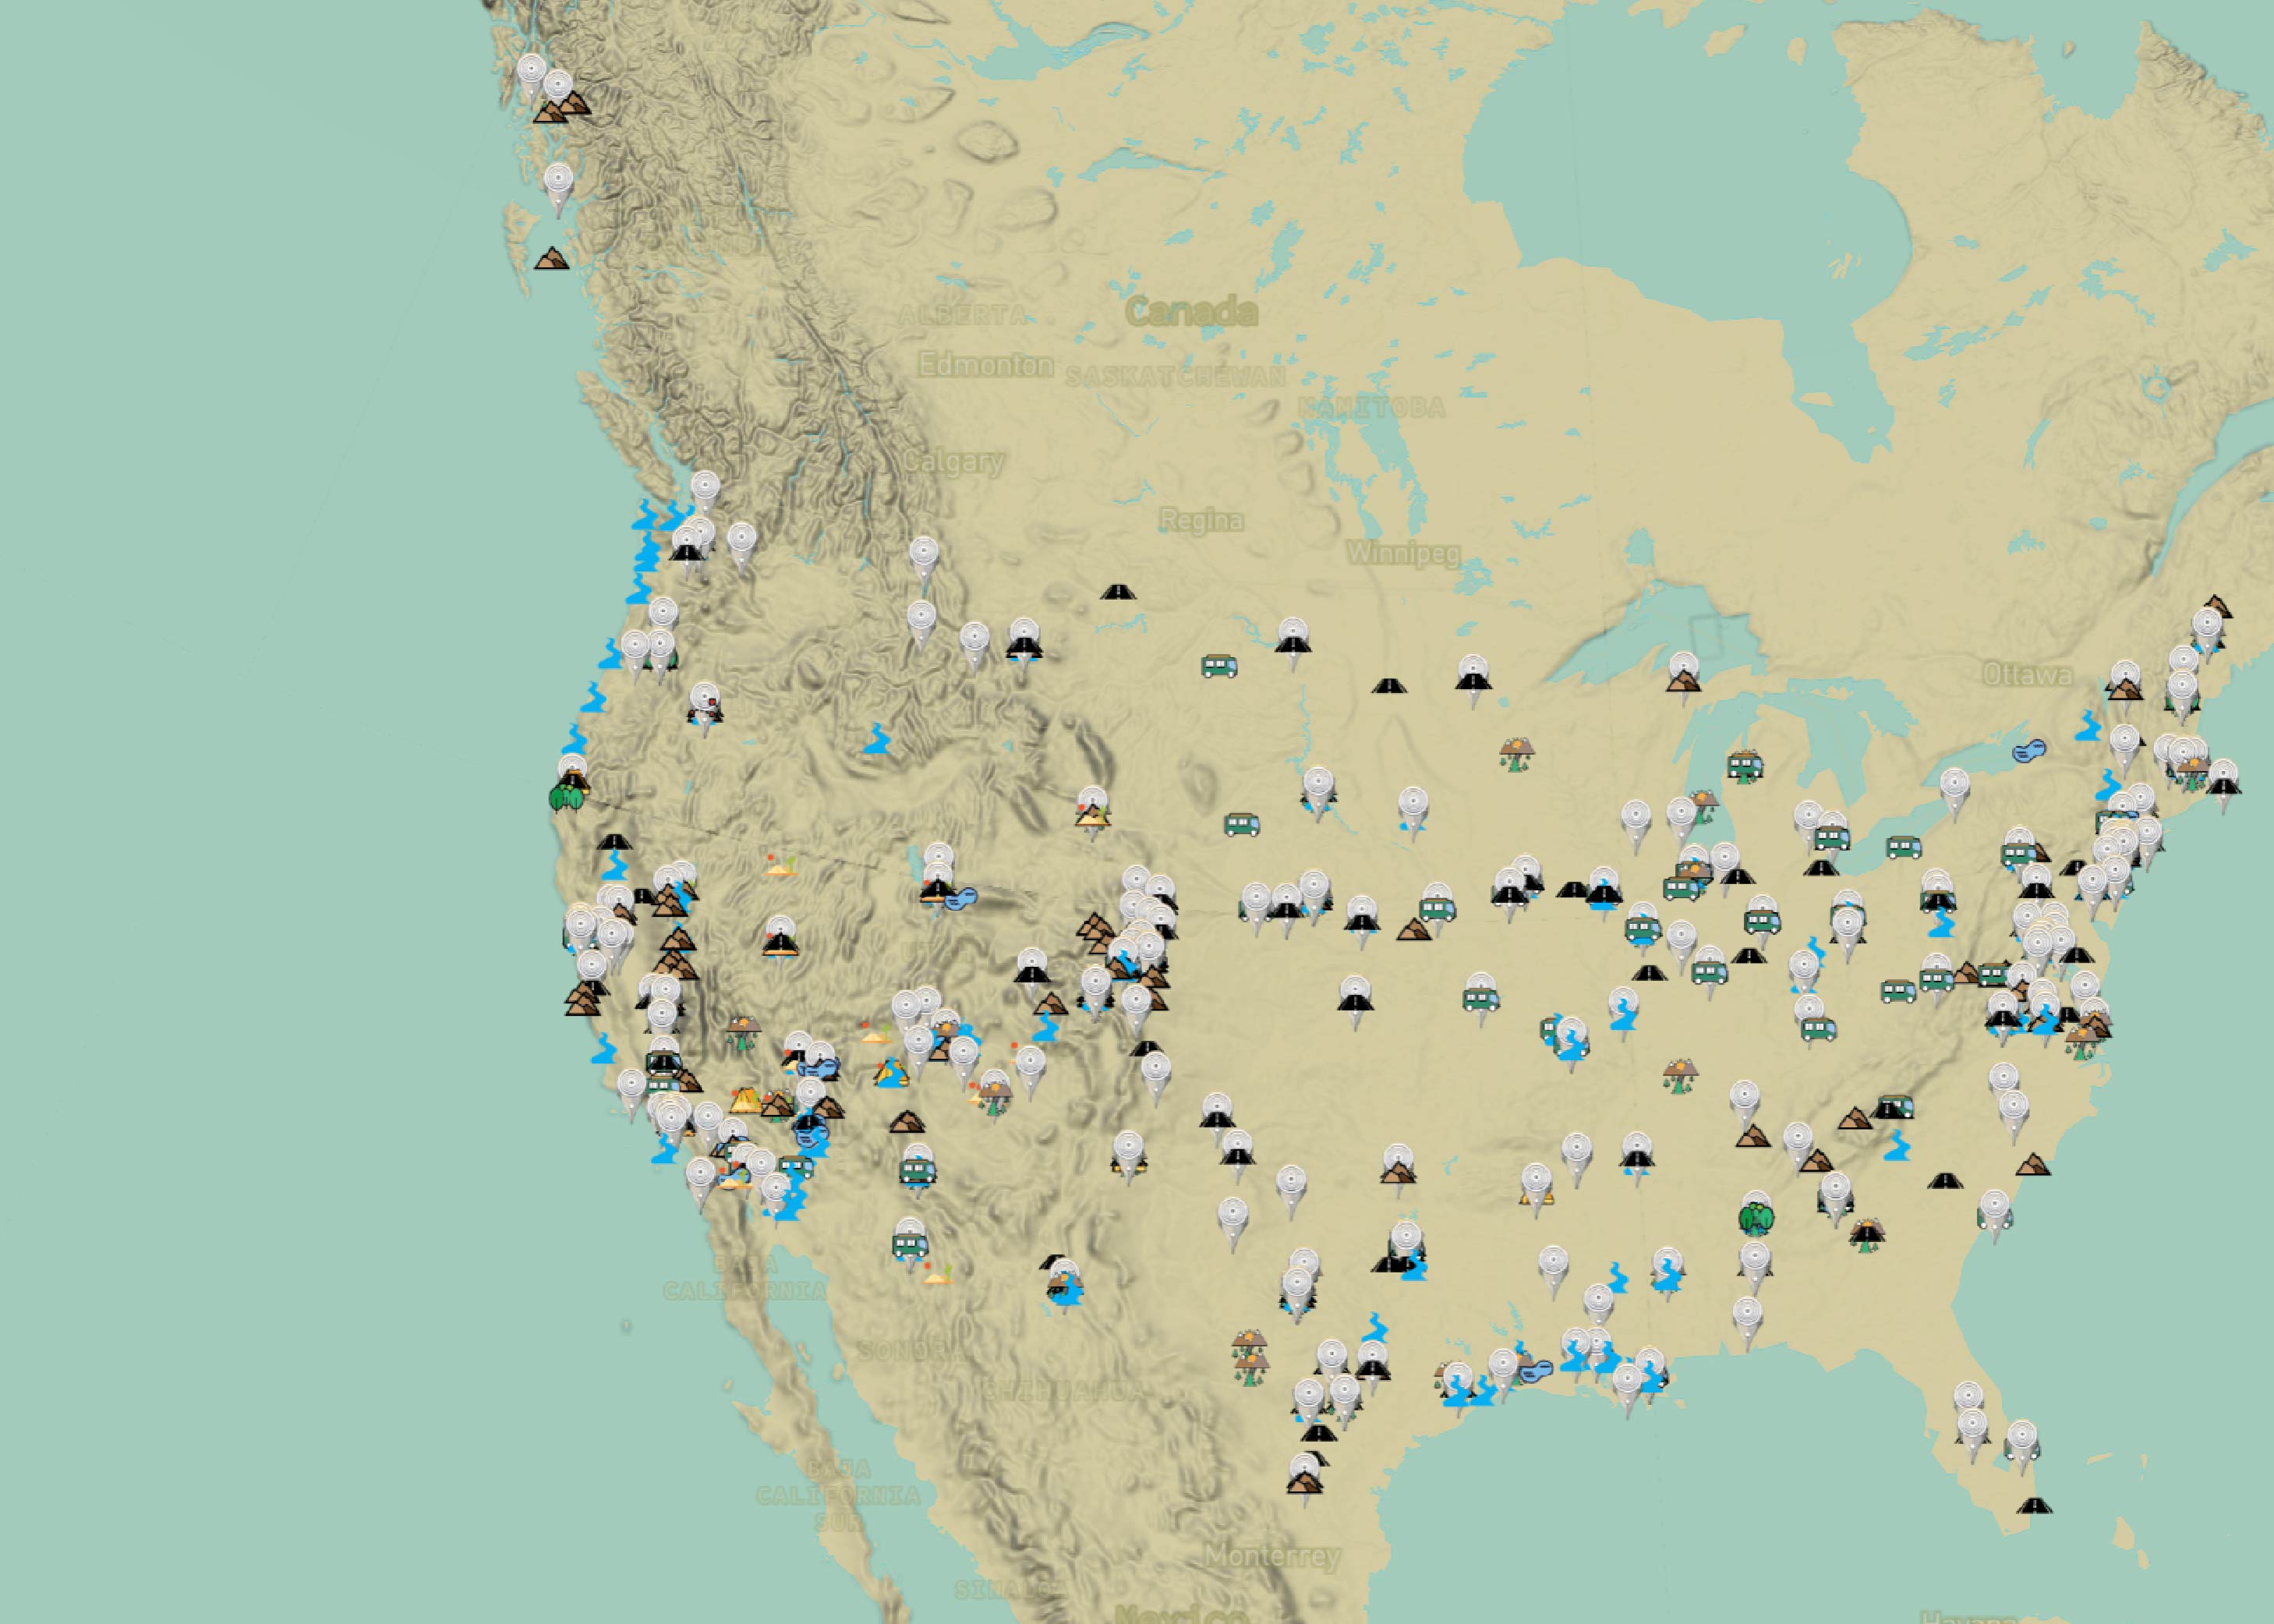 Canada
ALBERTA
Edmonton
SASKATCHEWAN
MANITOBA
Calgary
Regina
Winnipeg
Ottawa
BAJA
CALIFORNIA
SONORA
CHIHUAHUA
BAJA
CALIFORNIA
SUR
Monterrey
SINALOA
Mexico
Havana